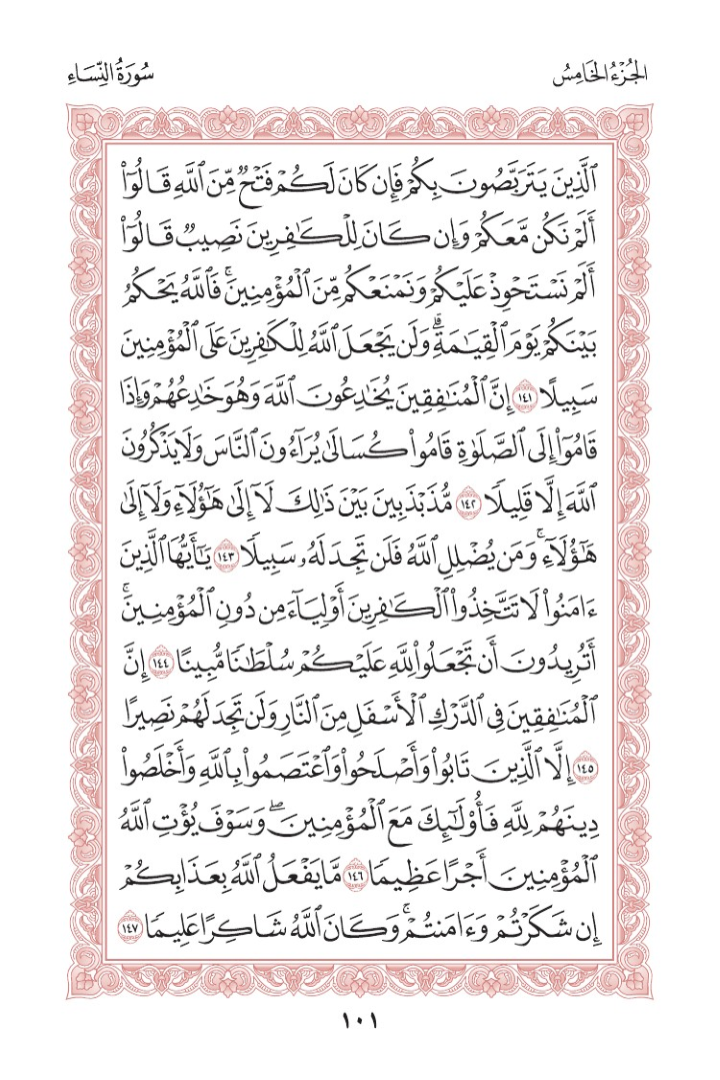 الجُزْءُ الخَامِسُ
سُورَةُ النِّسَاءِ
ٱلَّذِينَ يَتَرَبَّصُونَ بِكُمۡ فَإِن كَانَ لَكُمۡ فَتۡحٞ مِّنَ ٱللَّهِ قَالُوٓاْ
أَلَمۡ نَكُن مَّعَكُمۡ وَإِن كَانَ لِلۡكَٰفِرِينَ نَصِيبٞ قَالُوٓاْ
أَلَمۡ نَسۡتَحۡوِذۡ عَلَيۡكُمۡ وَنَمۡنَعۡكُم مِّنَ ٱلۡمُؤۡمِنِينَۚ فَٱللَّهُ يَحۡكُمُ
بَيۡنَكُمۡ يَوۡمَ ٱلۡقِيَٰمَةِۗ وَلَن يَجۡعَلَ ٱللَّهُ لِلۡكَٰفِرِينَ عَلَى ٱلۡمُؤۡمِنِينَ
سَبِيلًا ١٤١ إِنَّ ٱلۡمُنَٰفِقِينَ يُخَٰدِعُونَ ٱللَّهَ وَهُوَ خَٰدِعُهُمۡ وَإِذَا
قَامُوٓاْ إِلَى ٱلصَّلَوٰةِ قَامُواْ كُسَالَىٰ يُرَآءُونَ ٱلنَّاسَ وَلَا يَذۡكُرُونَ
ٱللَّهَ إِلَّا قَلِيلٗا ١٤٢ مُّذَبۡذَبِينَ بَيۡنَ ذَٰلِكَ لَآ إِلَىٰ هَٰٓؤُلَآءِ وَلَآ إِلَىٰ
هَٰٓؤُلَآءِۚ وَمَن يُضۡلِلِ ٱللَّهُ فَلَن تَجِدَ لَهُۥ سَبِيلٗا ١٤٣ يَٰٓأَيُّهَا ٱلَّذِينَ
ءَامَنُواْ لَا تَتَّخِذُواْ ٱلۡكَٰفِرِينَ أَوۡلِيَآءَ مِن دُونِ ٱلۡمُؤۡمِنِينَۚ
أَتُرِيدُونَ أَن تَجۡعَلُواْ لِلَّهِ عَلَيۡكُمۡ سُلۡطَٰنٗا مُّبِينًا ١٤٤ إِنَّ
ٱلۡمُنَٰفِقِينَ فِي ٱلدَّرۡكِ ٱلۡأَسۡفَلِ مِنَ ٱلنَّارِ وَلَن تَجِدَ لَهُمۡ نَصِيرًا
١٤٥ إِلَّا ٱلَّذِينَ تَابُواْ وَأَصۡلَحُواْ وَٱعۡتَصَمُواْ بِٱللَّهِ وَأَخۡلَصُواْ
دِينَهُمۡ لِلَّهِ فَأُوْلَٰٓئِكَ مَعَ ٱلۡمُؤۡمِنِينَۖ وَسَوۡفَ يُؤۡتِ ٱللَّهُ
ٱلۡمُؤۡمِنِينَ أَجۡرًا عَظِيمٗا ١٤٦ مَّا يَفۡعَلُ ٱللَّهُ بِعَذَابِكُمۡ
إِن شَكَرۡتُمۡ وَءَامَنتُمۡۚ وَكَانَ ٱللَّهُ شَاكِرًا عَلِيمٗا ١٤٧
١٠١